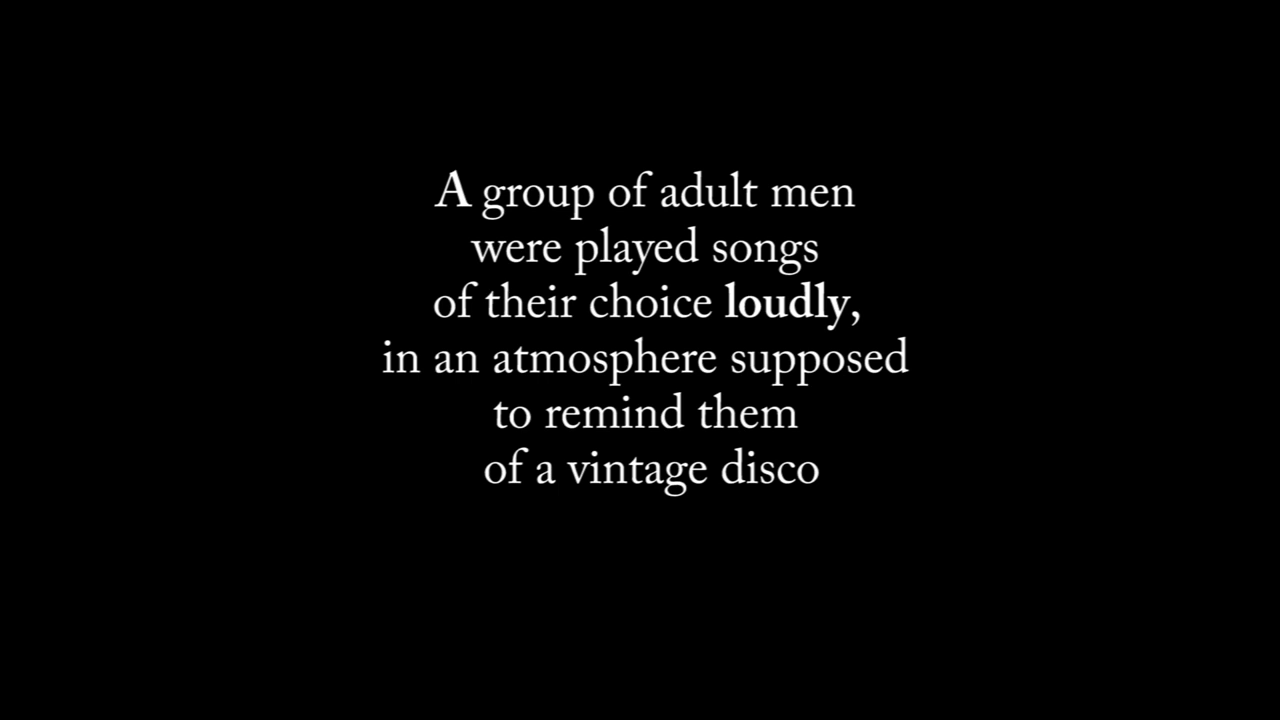 A group of adult men
were played songs
of their choice loudly,
in an atmosphere supposed
to remind them
of a vintage disco